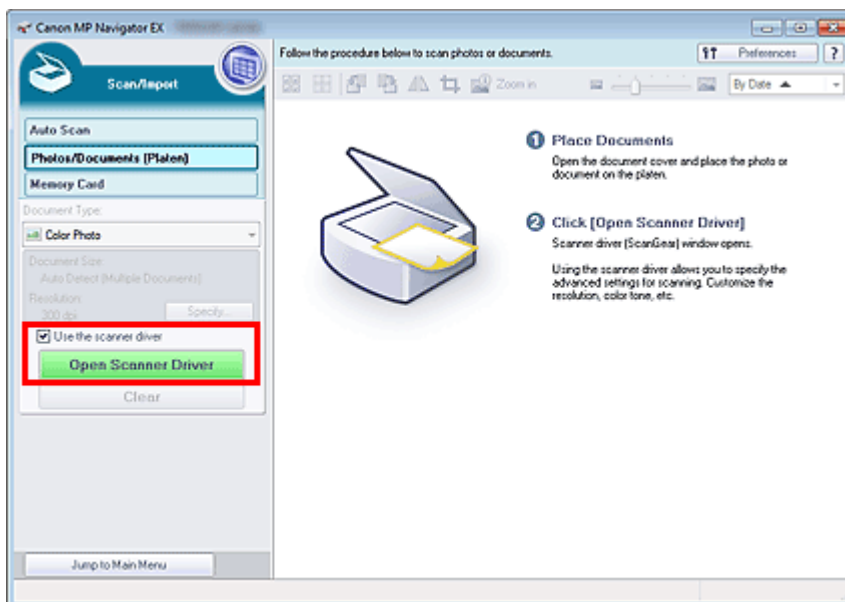 Canon MP Navigator EX
Scan/Import
Follow the procedure below to scan photos or documents.
Preferences
?
Zoom in
By Date
Auto Scan
Photos/Documents (Platen)
Memory Card
Document Type:
Color Photo
Document Size:
Auto Detect (Multiple Documents)
Resolution:
300 dpi
Specify...
Use the scanner driver
Open Scanner Driver
Clear
Jump to Main Menu
1 Place Documents
Open the document cover and place the photo or
document on the platen.
2 Click [Open Scanner Driver]
Scanner driver (ScanGear) window opens.
Using the scanner driver allows you to specify the
advanced settings for scanning. Customize the
resolution, color tone, etc.